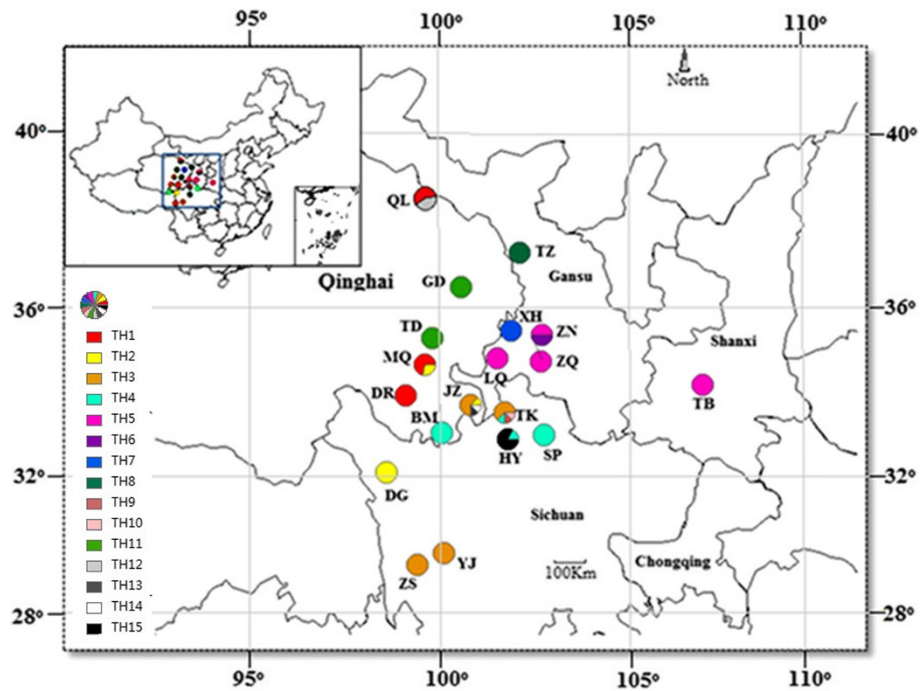 95° 100° 105° 110°
North
40° 40°
QL
TZ
Qinghai GD Gansu
36° 36°
XH
TD ZN
Shanxi
MQ ZQ
LQ
DR JZ TB
BM TK
HY SP
32° 32°
DG
Sichuan
YJ
100Km Chongqing
ZS
28° 28°
TH1
TH2
TH3
TH4
TH5
TH6
TH7
TH8
TH9
TH10
TH11
TH12
TH13
TH14
TH15
95° 100° 105° 110°